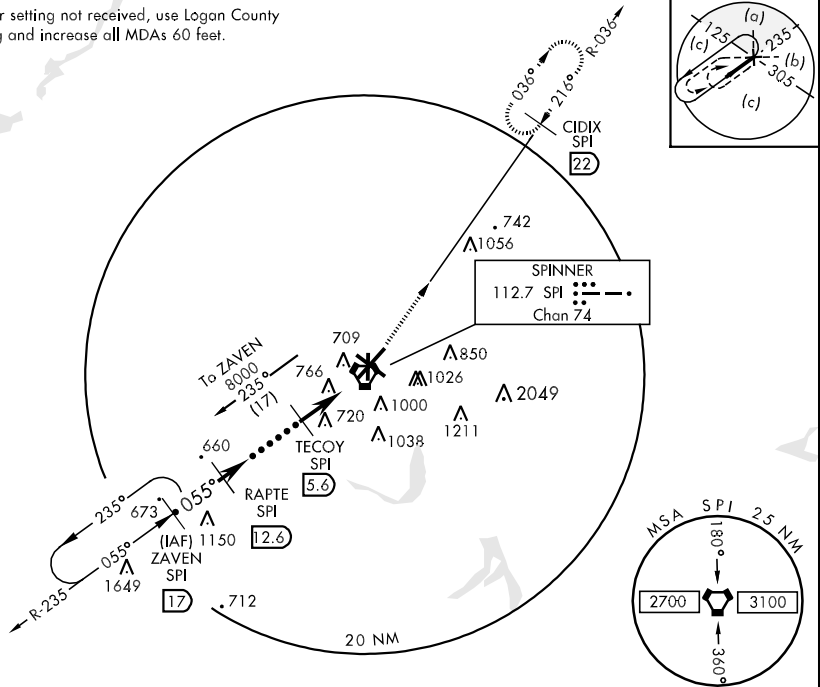 r setting not received, use Logan County
g and increase all MDAs 60 feet.
R-036
036°
216°
CIDIX
SPI
22
(a)
125
235
(c)
(b)
305
(c)
742
1056
SPINNER
112.7 SPI
Chan 74
709
850
To ZAVEN
8000
235°
(17)
766
1026
2049
1000
720
1211
1038
TECOY
SPI
5.6
660
055°
RAPTE
SPI
12.6
235°
673
(IAF)
ZAVEN
SPI
17
1150
055°
1649
R-235
712
20 NM
MSA SPI 25 NM
180°
2700
3100
360°